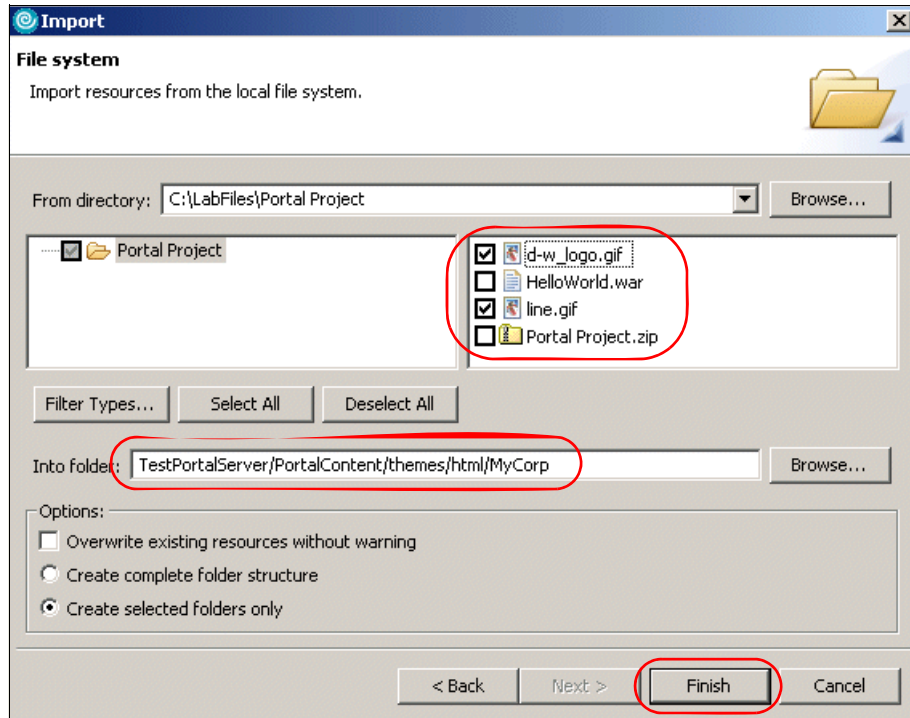 Import
File system
Import resources from the local file system.
From directory: C:\LabFiles\Portal Project Browse...
Portal Project
d-w_logo.gif
HelloWorld.war
line.gif
Portal Project.zip
Filter Types... Select All Deselect All
Into folder: TestPortalServer/PortalContent/themes/html/MyCorp Browse...
Options:
Overwrite existing resources without warning
Create complete folder structure
Create selected folders only
< Back Next > Finish Cancel